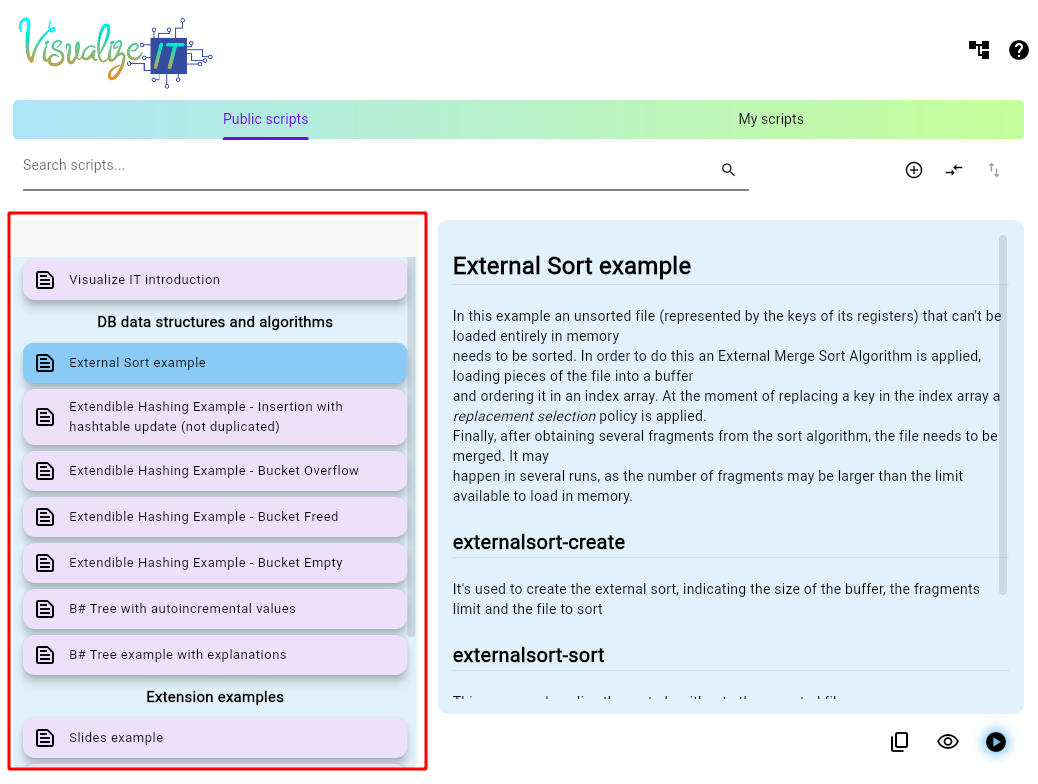 Visualize IT
Public scripts
My scripts
Search scripts...
Visualize IT introduction
DB data structures and algorithms
External Sort example
Extendible Hashing Example - Insertion with
hashtable update (not duplicated)
Extendible Hashing Example - Bucket Overflow
Extendible Hashing Example - Bucket Freed
Extendible Hashing Example - Bucket Empty
B# Tree with autoincremental values
B# Tree example with explanations
Extension examples
Slides example
External Sort example
In this example an unsorted file (represented by the keys of its registers) that can't be
loaded entirely in memory
needs to be sorted. In order to do this an External Merge Sort Algorithm is applied,
loading pieces of the file into a buffer
and ordering it in an index array. At the moment of replacing a key in the index array a
replacement selection policy is applied.
Finally, after obtaining several fragments from the sort algorithm, the file needs to be
merged. It may
happen in several runs, as the number of fragments may be larger than the limit
available to load in memory.
externalsort-create
It's used to create the external sort, indicating the size of the buffer, the fragments
limit and the file to sort
externalsort-sort